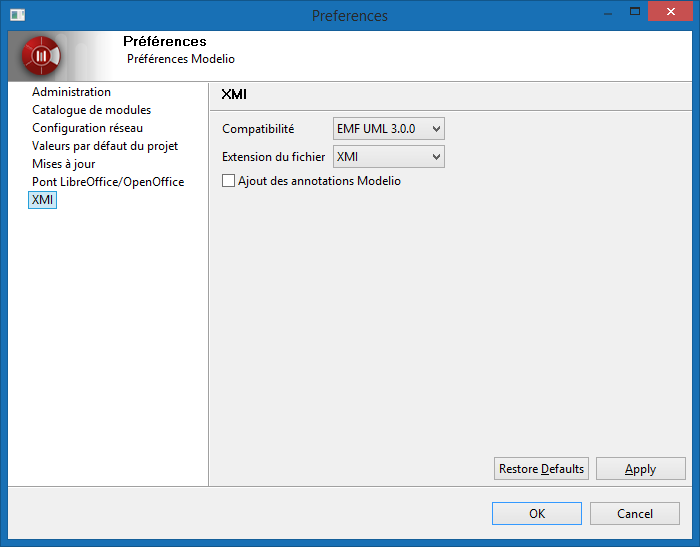 Preferences
Préférences
Préférences Modelio
Administration
Catalogue de modules
Configuration réseau
Valeurs par défaut du projet
Mises à jour
Pont LibreOffice/OpenOffice
XMI
XMI
Compatibilité EMF UML 3.0.0
Extension du fichier XMI
Ajout des annotations Modelio
Restore Defaults Apply
OK Cancel